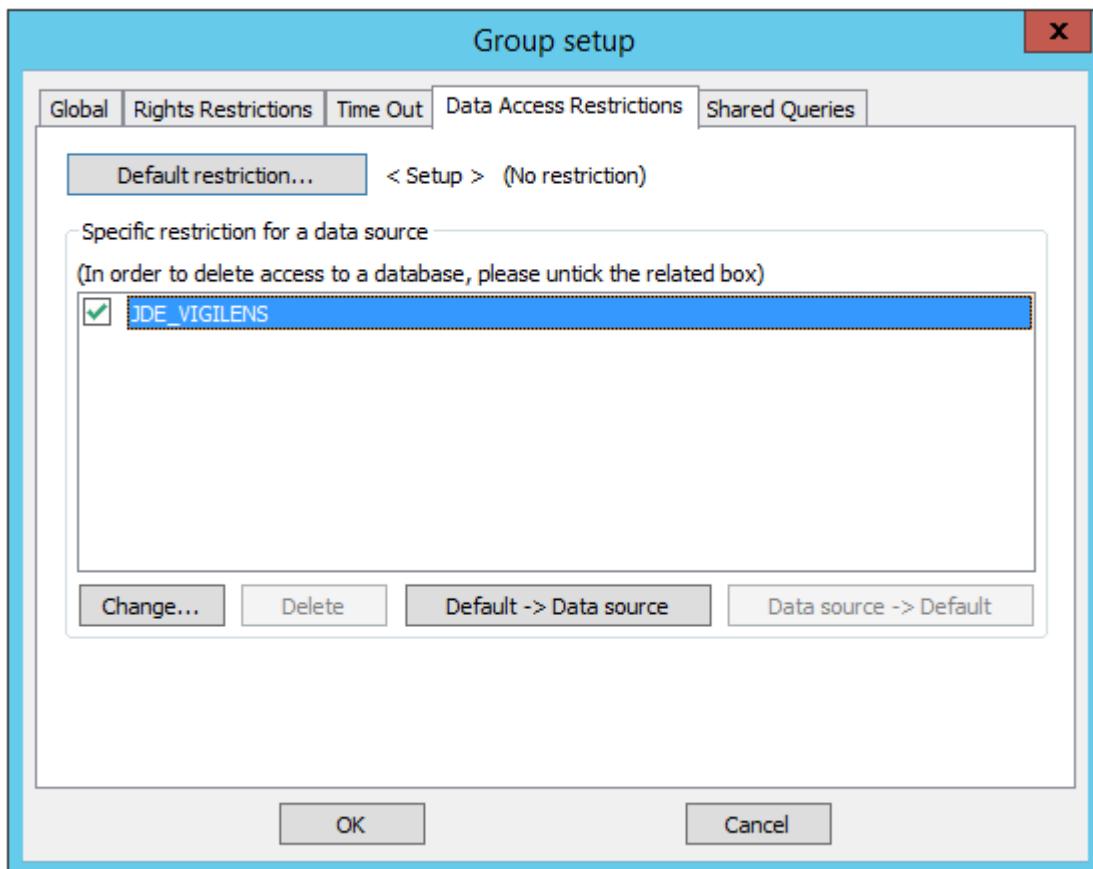 Group setup
x
Global Rights Restrictions Time Out Data Access Restrictions Shared Queries
Default restriction... < Setup > (No restriction)
Specific restriction for a data source
(In order to delete access to a database, please untick the related box)
JDE_VIGILENS
Change... Delete Default -> Data source Data source -> Default
OK Cancel